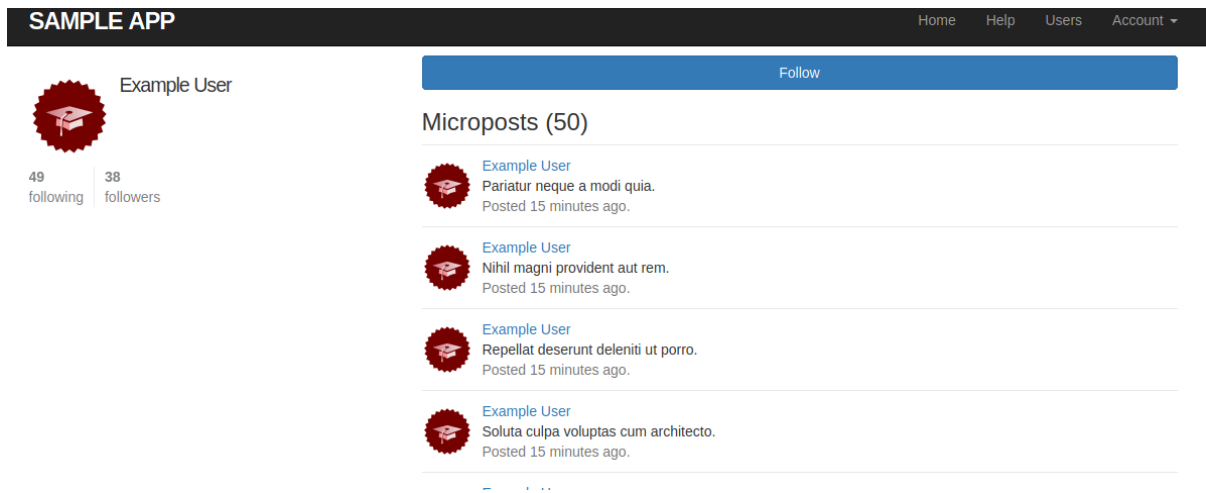 SAMPLE APP
Home Help Users Account
Example User
49 38
following followers
Follow
Microposts (50)
Example User
Pariatur neque a modi quia.
Posted 15 minutes ago.
Example User
Nihil magni provident aut rem.
Posted 15 minutes ago.
Example User
Repellat deserunt deleniti ut porro.
Posted 15 minutes ago.
Example User
Soluta culpa voluptas cum architecto.
Posted 15 minutes ago.